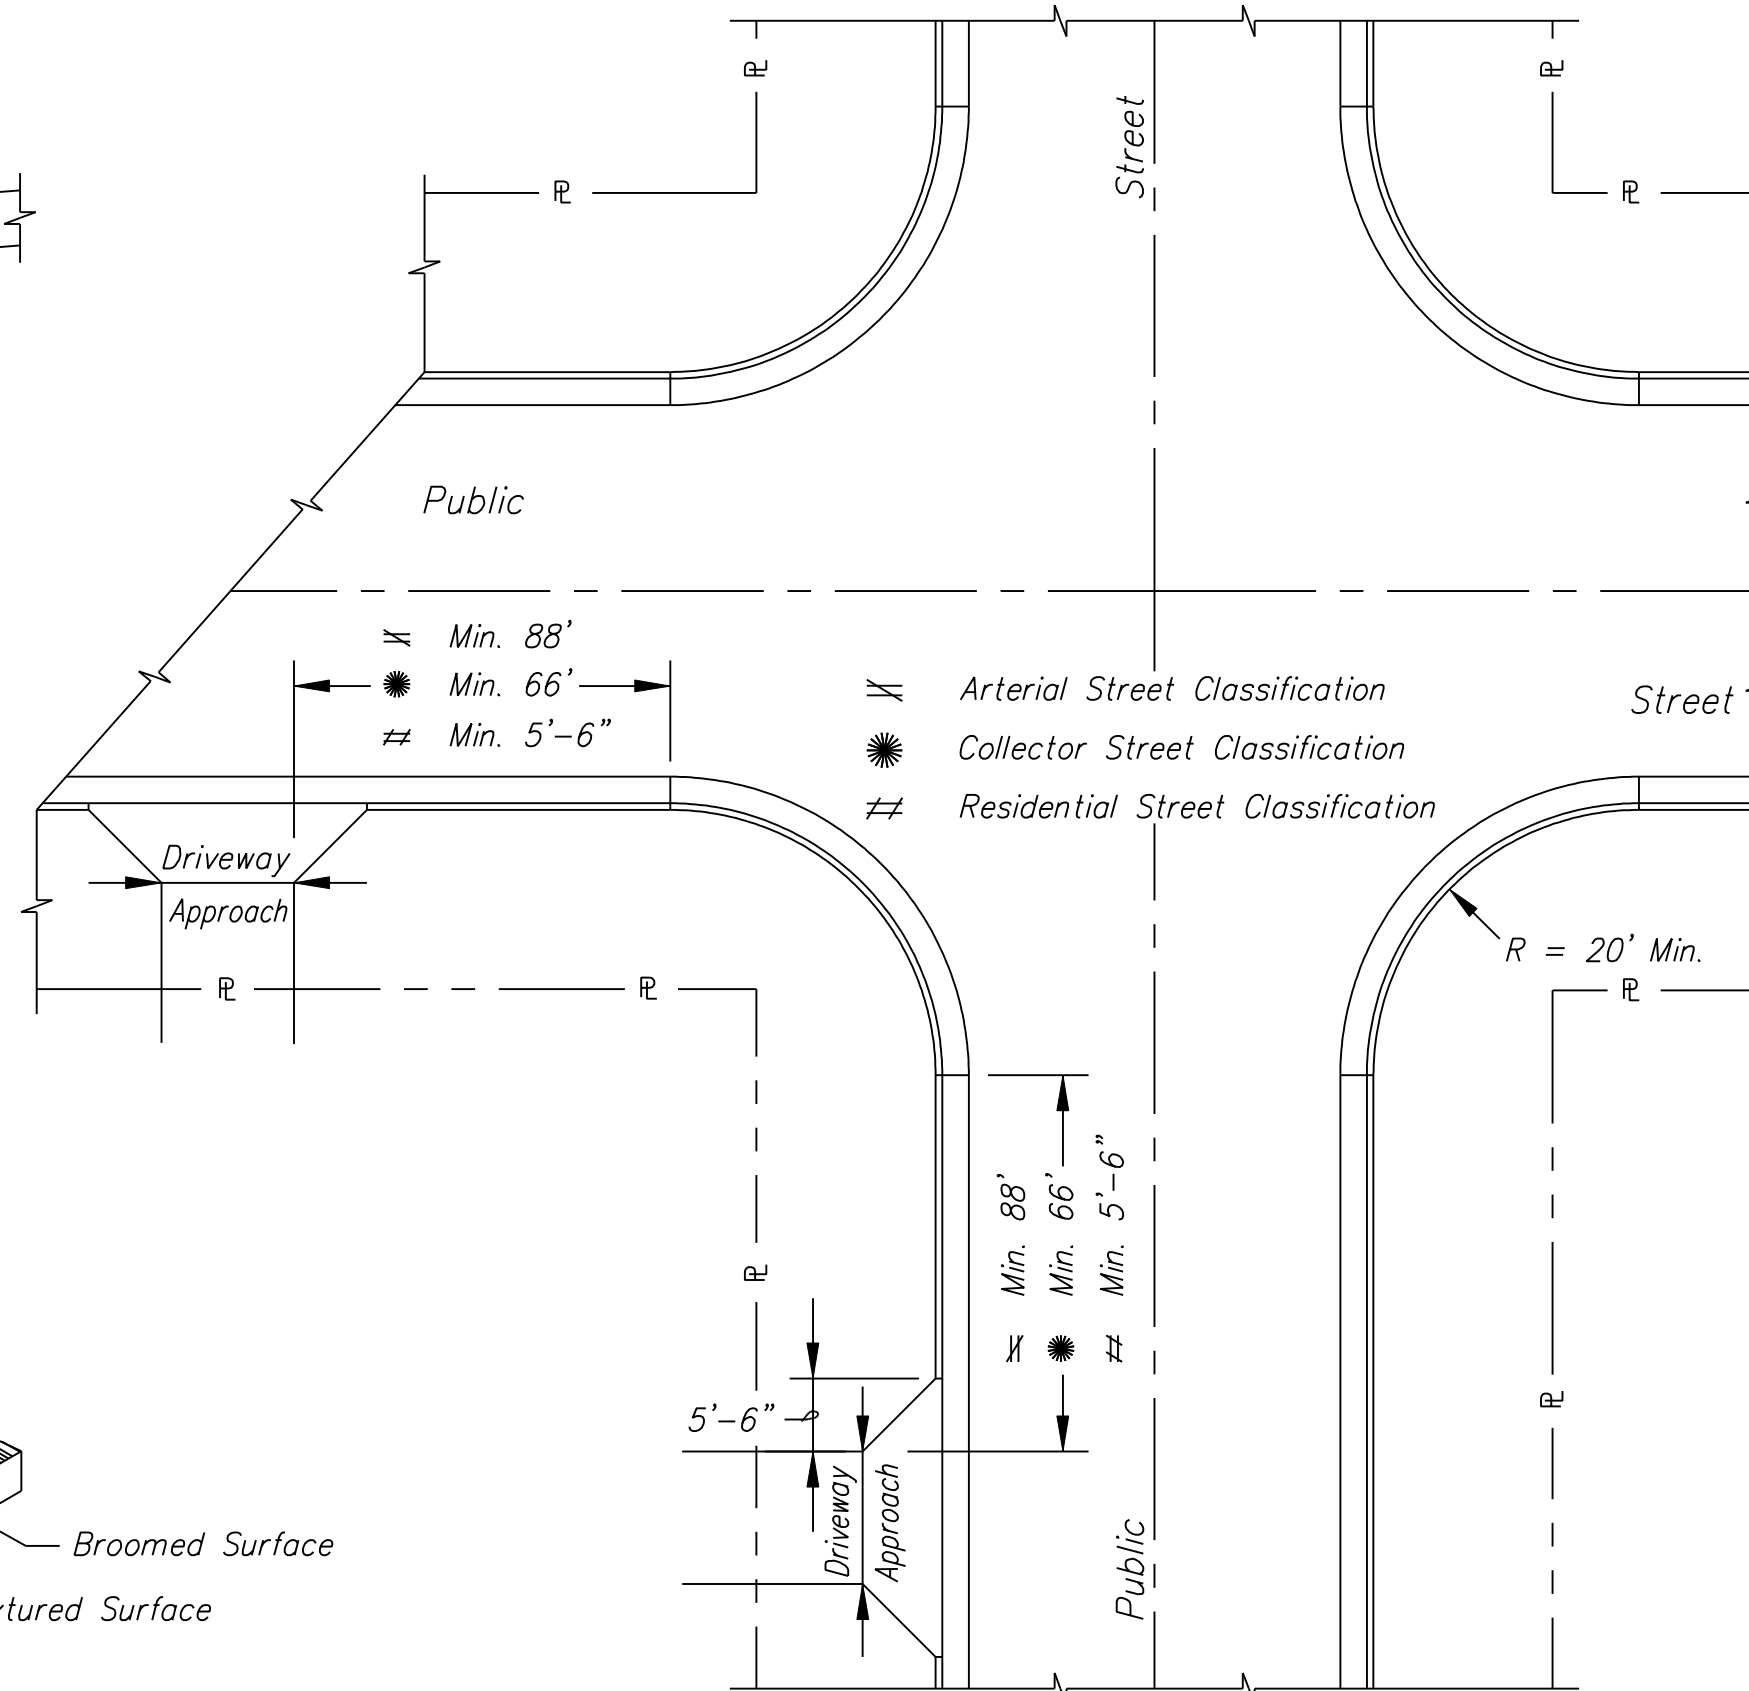 ℄
℄
Street
℄
℄
Public
Min. 88'
Min. 66'
Min. 5'-6"
Arterial Street Classification
Collector Street Classification
Residential Street Classification
Street
Driveway
Approach
R = 20' Min.
Min. 88'
Min. 66'
Min. 5'-6"
5'-6"
Driveway
Approach
Public
Broomed Surface
xtured Surface